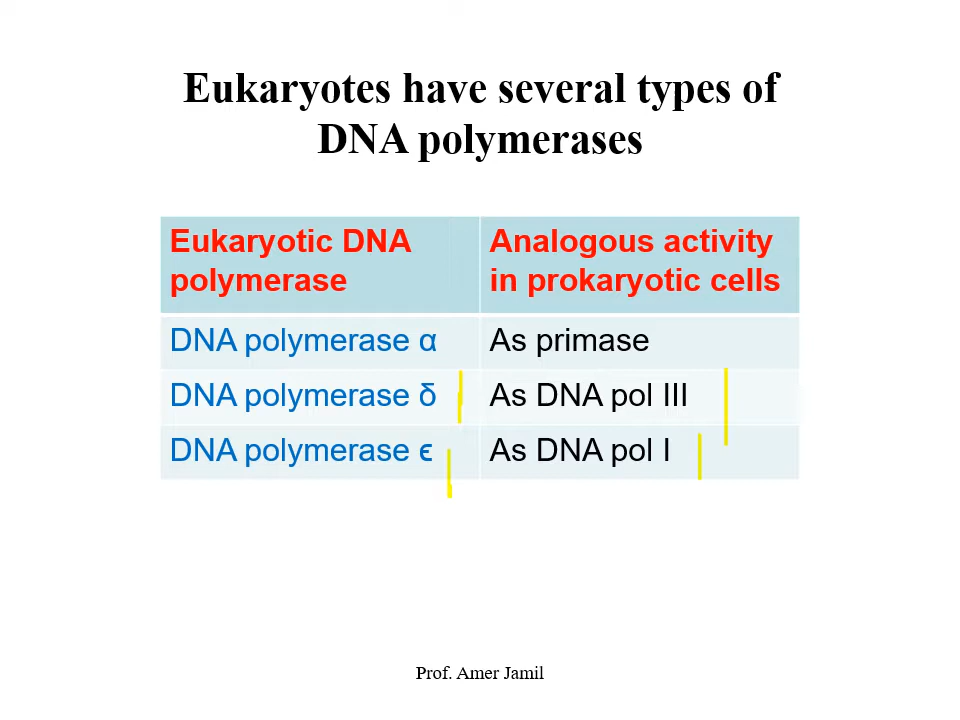 Eukaryotes have several types of
DNA polymerases
Eukaryotic DNA
polymerase
Analogous activity
in prokaryotic cells
DNA polymerase α
As primase
DNA polymerase δ
As DNA pol III
DNA polymerase ϵ
As DNA pol I
Prof. Amer Jamil